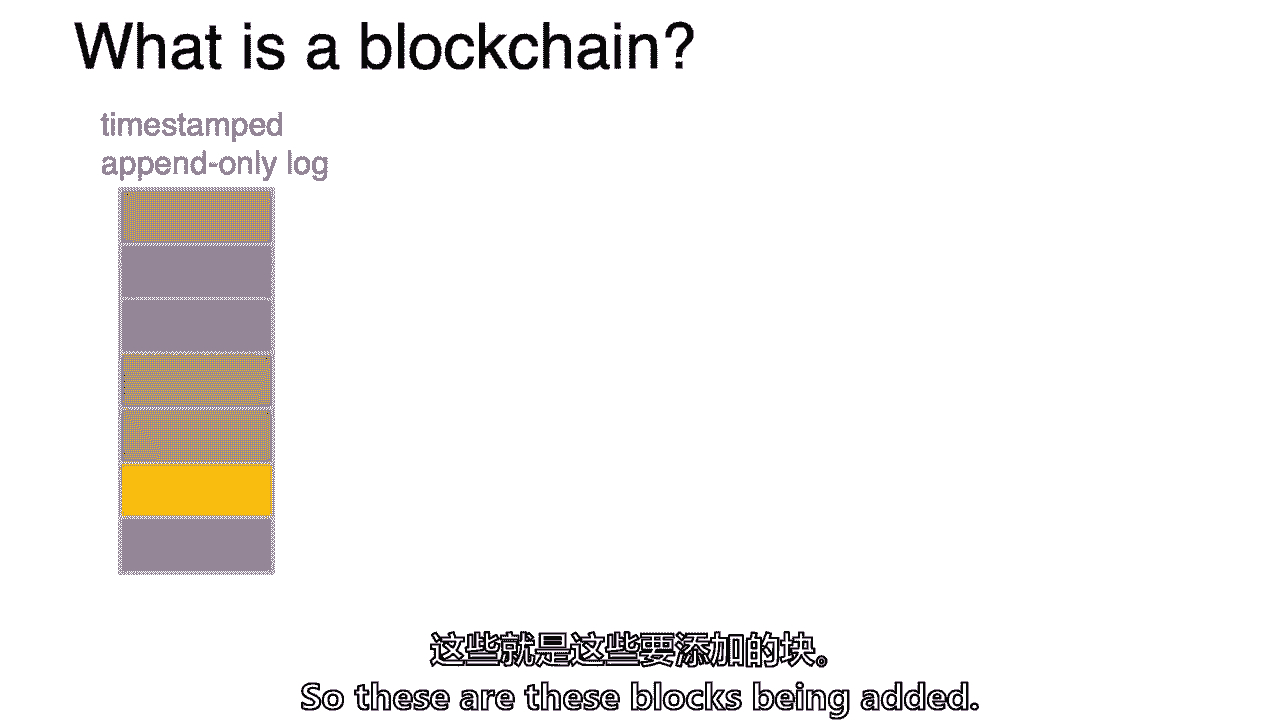 What is a blockchain?
timestamped
append-only log
这些就是这些要添加的块。
So these are these blocks being added.